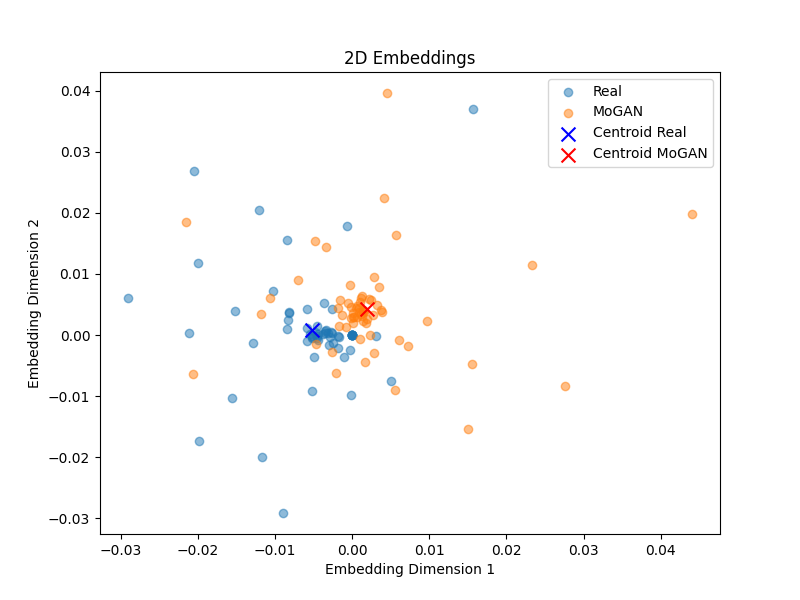 2D Embeddings
Real
MoGAN
Centroid Real
Centroid MoGAN
0.04
0.03
0.02
0.01
0.00
−0.01
−0.02
−0.03
Embedding Dimension 2
−0.03
−0.02
−0.01
0.00
0.01
0.02
0.03
0.04
Embedding Dimension 1